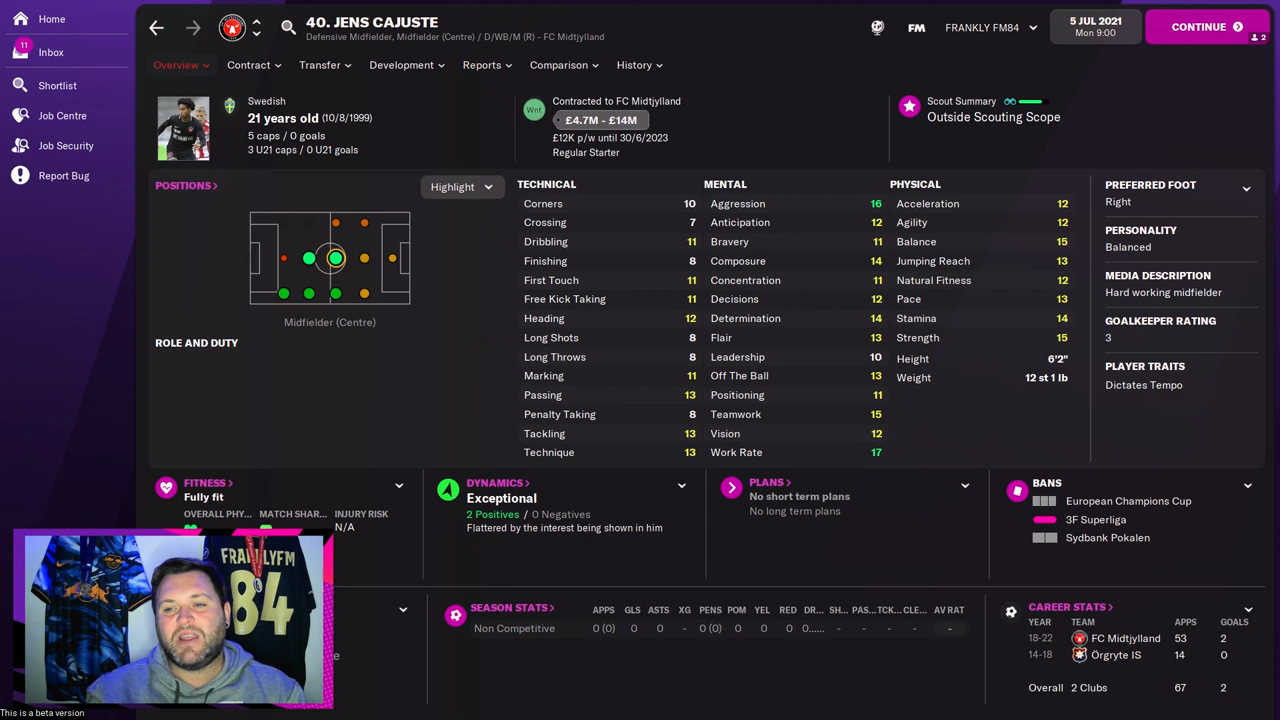 Home
11
Inbox
Shortlist
Job Centre
Job Security
Report Bug
40. JENS CAJUSTE
Defensive Midfielder, Midfielder (Centre) / D/WB/M (R) - FC Midtjylland
FM
FRANKLY FM84
5 JUL 2021
Mon 9:00
CONTINUE
2
Overview
Contract
Transfer
Development
Reports
Comparison
History
Swedish
21 years old (10/8/1999)
5 caps / 0 goals
3 U21 caps / 0 U21 goals
Wnt
Contracted to FC Midtjylland
£4.7M - £14M
£12K p/w until 30/6/2023
Regular Starter
Scout Summary
Outside Scouting Scope
POSITIONS
Highlight
Midfielder (Centre)
ROLE AND DUTY
TECHNICAL
Corners 10
Crossing 7
Dribbling 11
Finishing 8
First Touch 11
Free Kick Taking 11
Heading 12
Long Shots 8
Long Throws 8
Marking 11
Passing 13
Penalty Taking 8
Tackling 13
Technique 13
MENTAL
Aggression 16
Anticipation 12
Bravery 11
Composure 14
Concentration 11
Decisions 12
Determination 14
Flair 13
Leadership 10
Off The Ball 13
Positioning 11
Teamwork 15
Vision 12
Work Rate 17
PHYSICAL
Acceleration 12
Agility 12
Balance 15
Jumping Reach 13
Natural Fitness 12
Pace 13
Stamina 14
Strength 15
Height 6'2"
Weight 12 st 1 lb
PREFERRED FOOT
Right
PERSONALITY
Balanced
MEDIA DESCRIPTION
Hard working midfielder
GOALKEEPER RATING
3
PLAYER TRAITS
Dictates Tempo
FITNESS
Fully fit
OVERALL PHY... MATCH SHAR... INJURY RISK
N/A
DYNAMICS
Exceptional
2 Positives / 0 Negatives
Flattered by the interest being shown in him
PLANS
No short term plans
No long term plans
BANS
European Champions Cup
3F Superliga
Sydbank Pokalen
FRANKLYFM
84
SEASON STATS APPS GLS ASTS XG PENS POM YEL RED DR... SH... PAS... TCK... CLE... AV RAT
Non Competitive 0 (0) 0 0 - 0 (0) 0 0 0 0...... - - - - -
CAREER STATS
YEAR TEAM APPS GOALS
18-22 FC Midtjylland 53 2
14-18 Örgryte IS 14 0
Overall 2 Clubs 67 2
This is a beta version